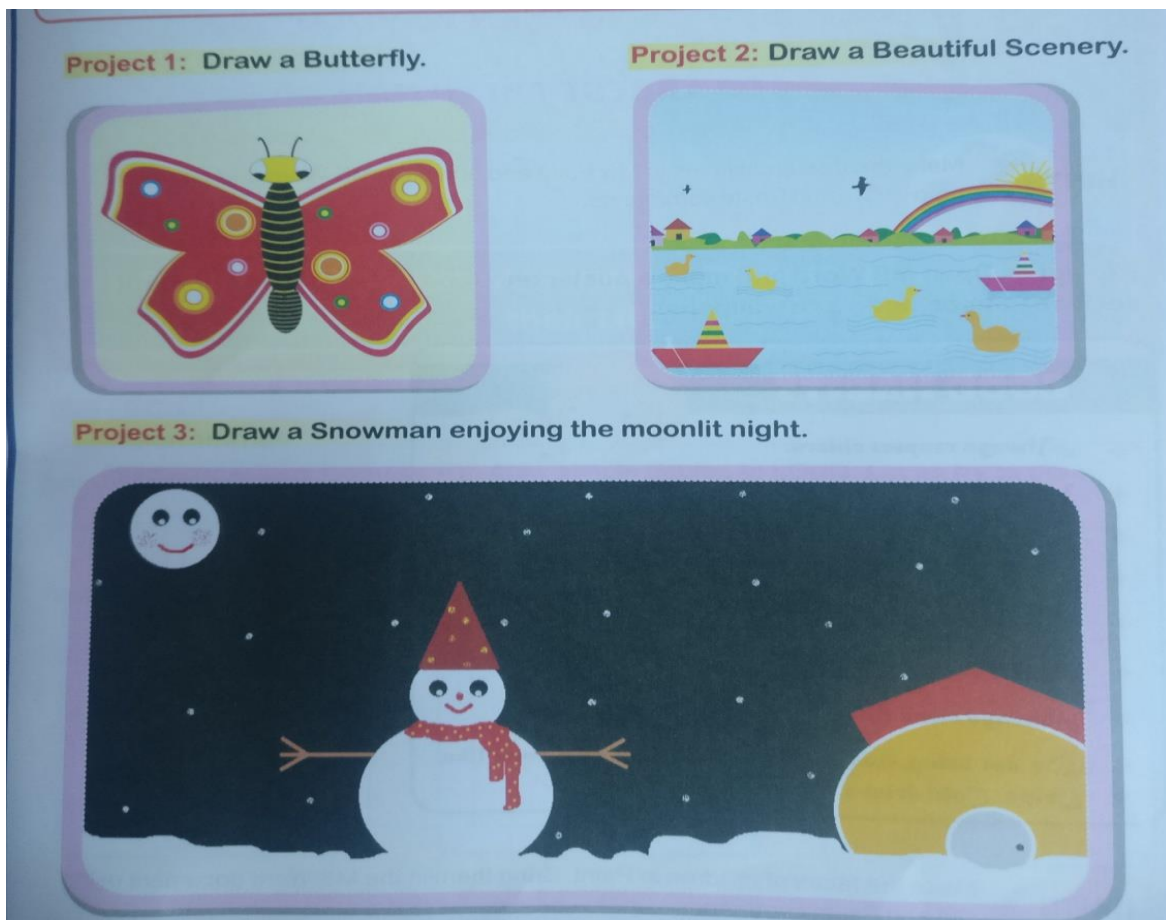 Project 1: Draw a Butterfly.
Project 2: Draw a Beautiful Scenery.
Project 3: Draw a Snowman enjoying the moonlit night.